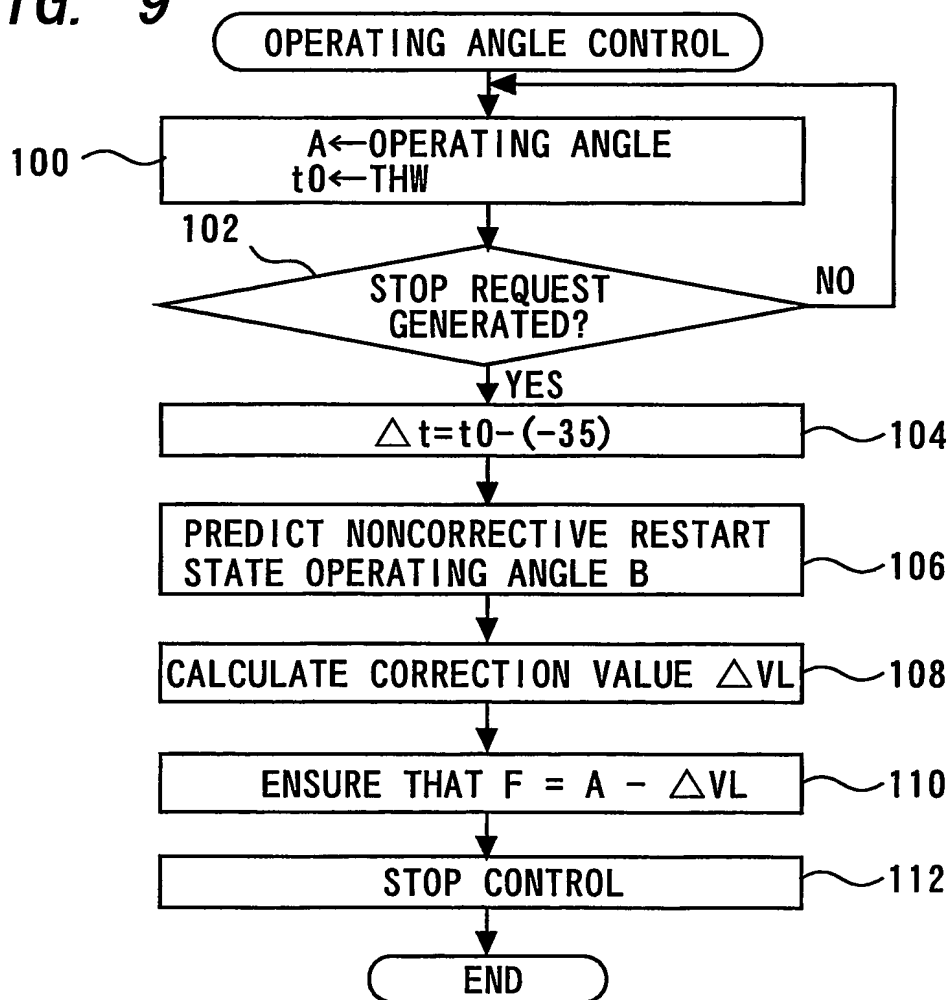 FIG. 9
OPERATING ANGLE CONTROL
100
A←OPERATING ANGLE
t0←THW
102
STOP REQUEST
GENERATED?
NO
YES
△t=t0-(-35)
104
PREDICT NONCORRECTIVE RESTART
STATE OPERATING ANGLE B
106
CALCULATE CORRECTION VALUE △VL
108
ENSURE THAT F = A - △VL
110
STOP CONTROL
112
END